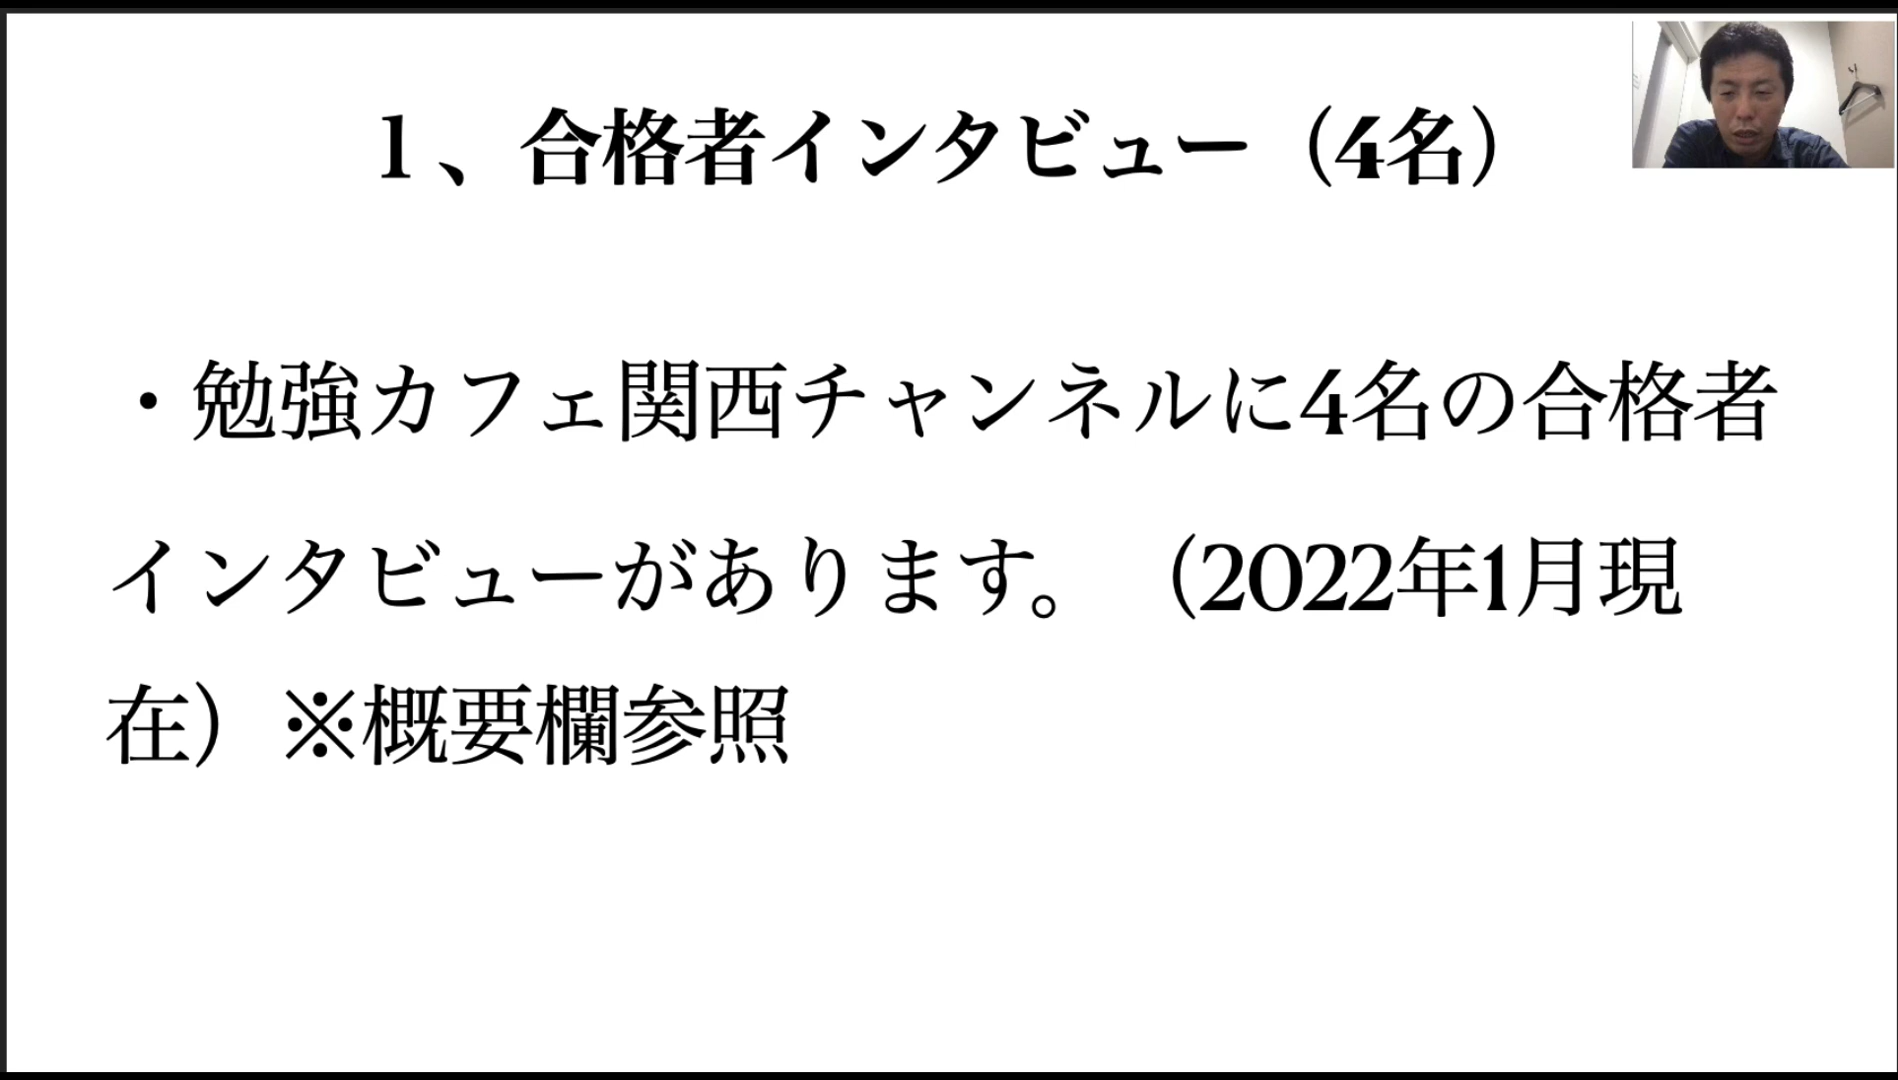 1、合格者インタビュー（4名）
・勉強カフェ関西チャンネルに4名の合格者
インタビューがあります。（2022年1月現
在）※概要欄参照